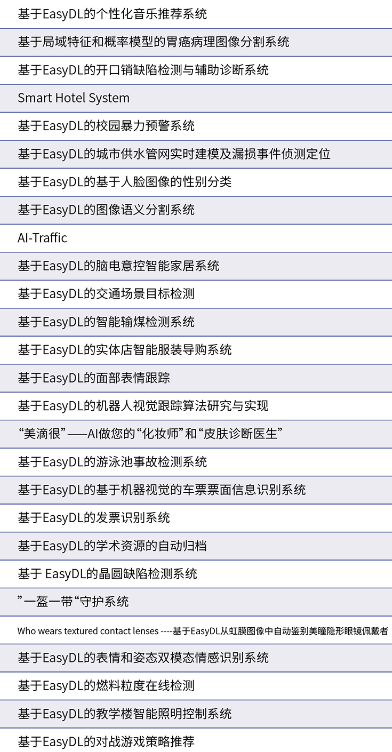 基于EasyDL的个性化音乐推荐系统
基于局域特征和概率模型的胃癌病理图像分割系统
基于EasyDL的开口销缺陷检测与辅助诊断系统
Smart Hotel System
基于EasyDL的校园暴力预警系统
基于EasyDL的城市供水管网实时建模及漏损事件侦测定位
基于EasyDL的基于人脸图像的性别分类
基于EasyDL的图像语义分割系统
AI-Traffic
基于EasyDL的脑电意控智能家居系统
基于EasyDL的交通场景目标检测
基于EasyDL的智能输煤检测系统
基于EasyDL的实体店智能服装导购系统
基于EasyDL的面部表情跟踪
基于EasyDL的机器人视觉跟踪算法研究与实现
“美滴很”——AI做您的“化妆师”和“皮肤诊断医生”
基于EasyDL的游泳池事故检测系统
基于EasyDL的基于机器视觉的车票票面信息识别系统
基于EasyDL的发票识别系统
基于EasyDL的学术资源的自动归档
基于 EasyDL的晶圆缺陷检测系统
”一盔一带“守护系统
Who wears textured contact lenses ----基于EasyDL从虹膜图像中自动鉴别美瞳隐形眼镜佩戴者
基于EasyDL的表情和姿态双模态情感识别系统
基于EasyDL的燃料粒度在线检测
基于EasyDL的教学楼智能照明控制系统
基于EasyDL的对战游戏策略推荐